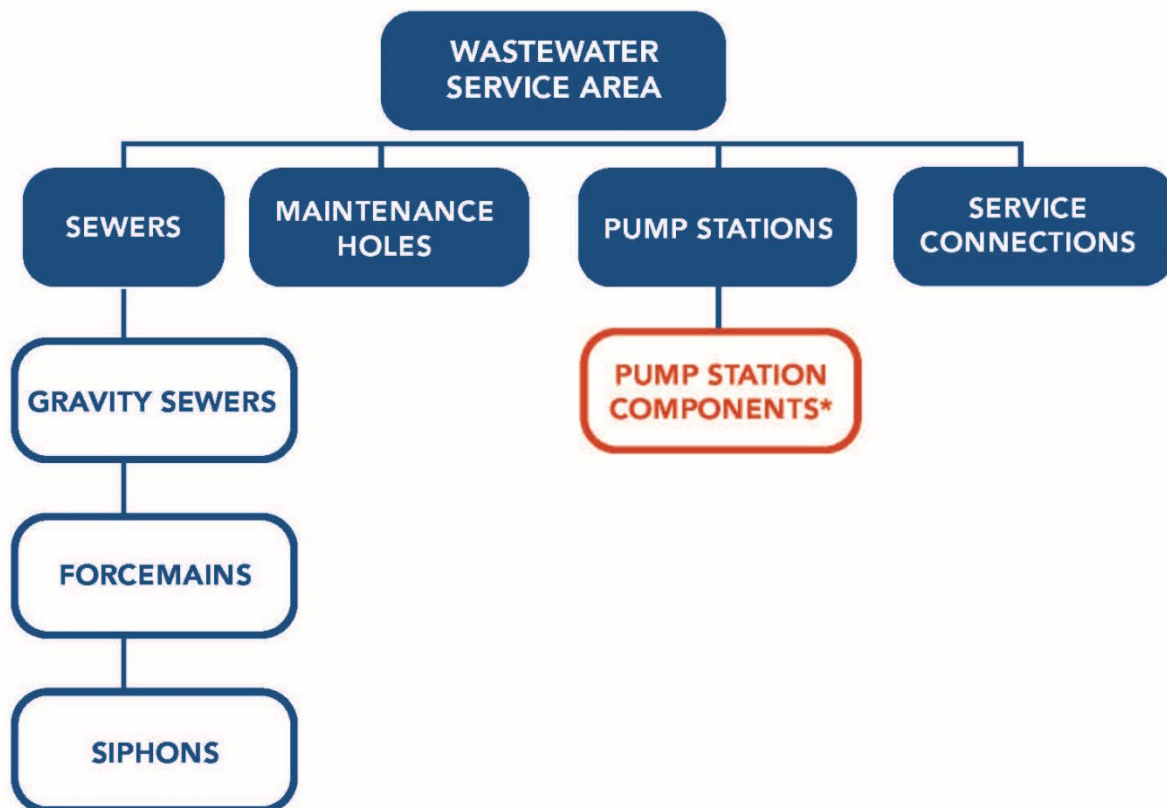 WASTEWATER
SERVICE AREA
SEWERS
MAINTENANCE
HOLES
PUMP STATIONS
SERVICE
CONNECTIONS
GRAVITY SEWERS
PUMP STATION
COMPONENTS*
FORCEMAINS
SIPHONS